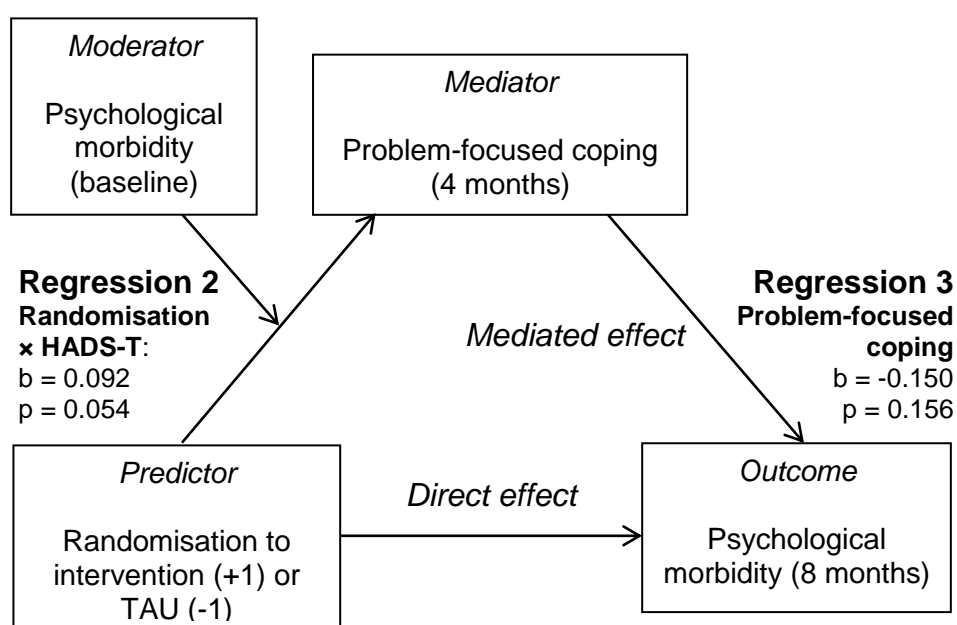 Moderator
Psychological
morbidity
(baseline)
Mediator
Problem-focused coping
(4 months)
Regression 2
Randomisation
× HADS-T:
b = 0.092
p = 0.054
Mediated effect
Regression 3
Problem-focused
coping
b = -0.150
p = 0.156
Predictor
Randomisation to
intervention (+1) or
TAU (-1)
Direct effect
Outcome
Psychological
morbidity (8 months)